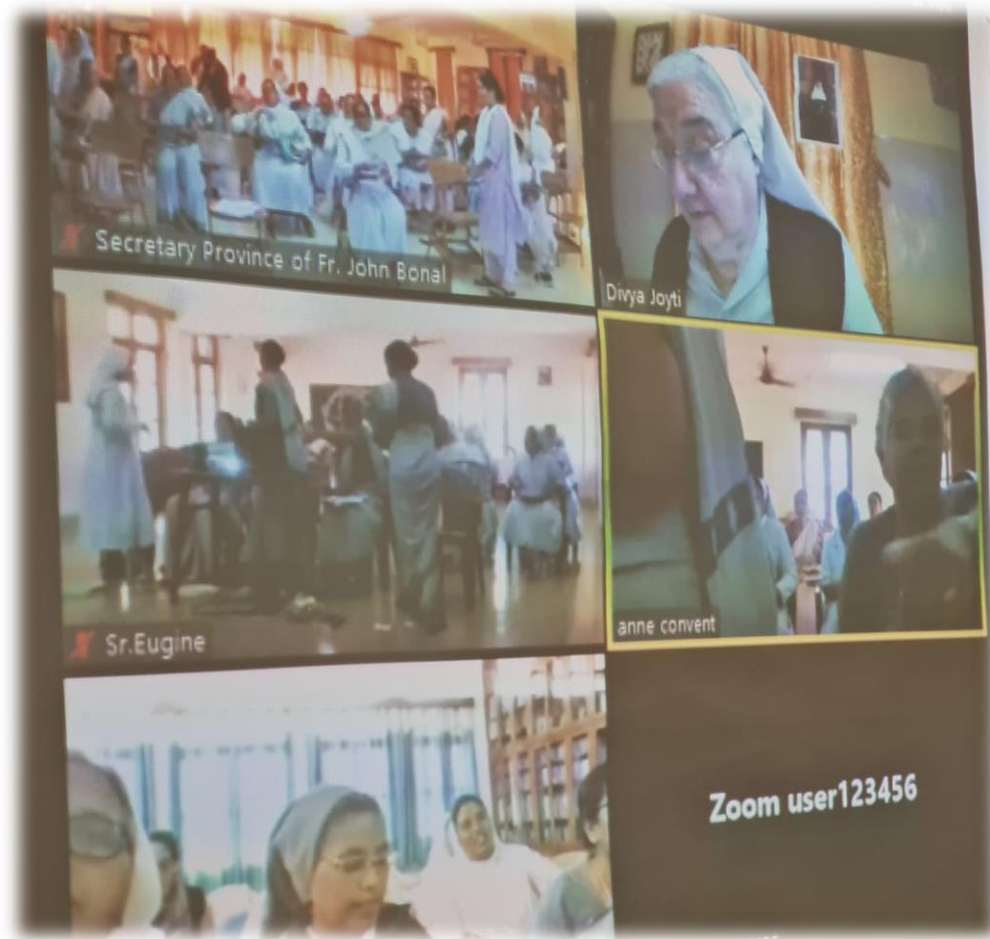 Secretary Province of Fr. John Bonal
Divya Joyti
Sr.Eugine
anne convent
Zoom user123456